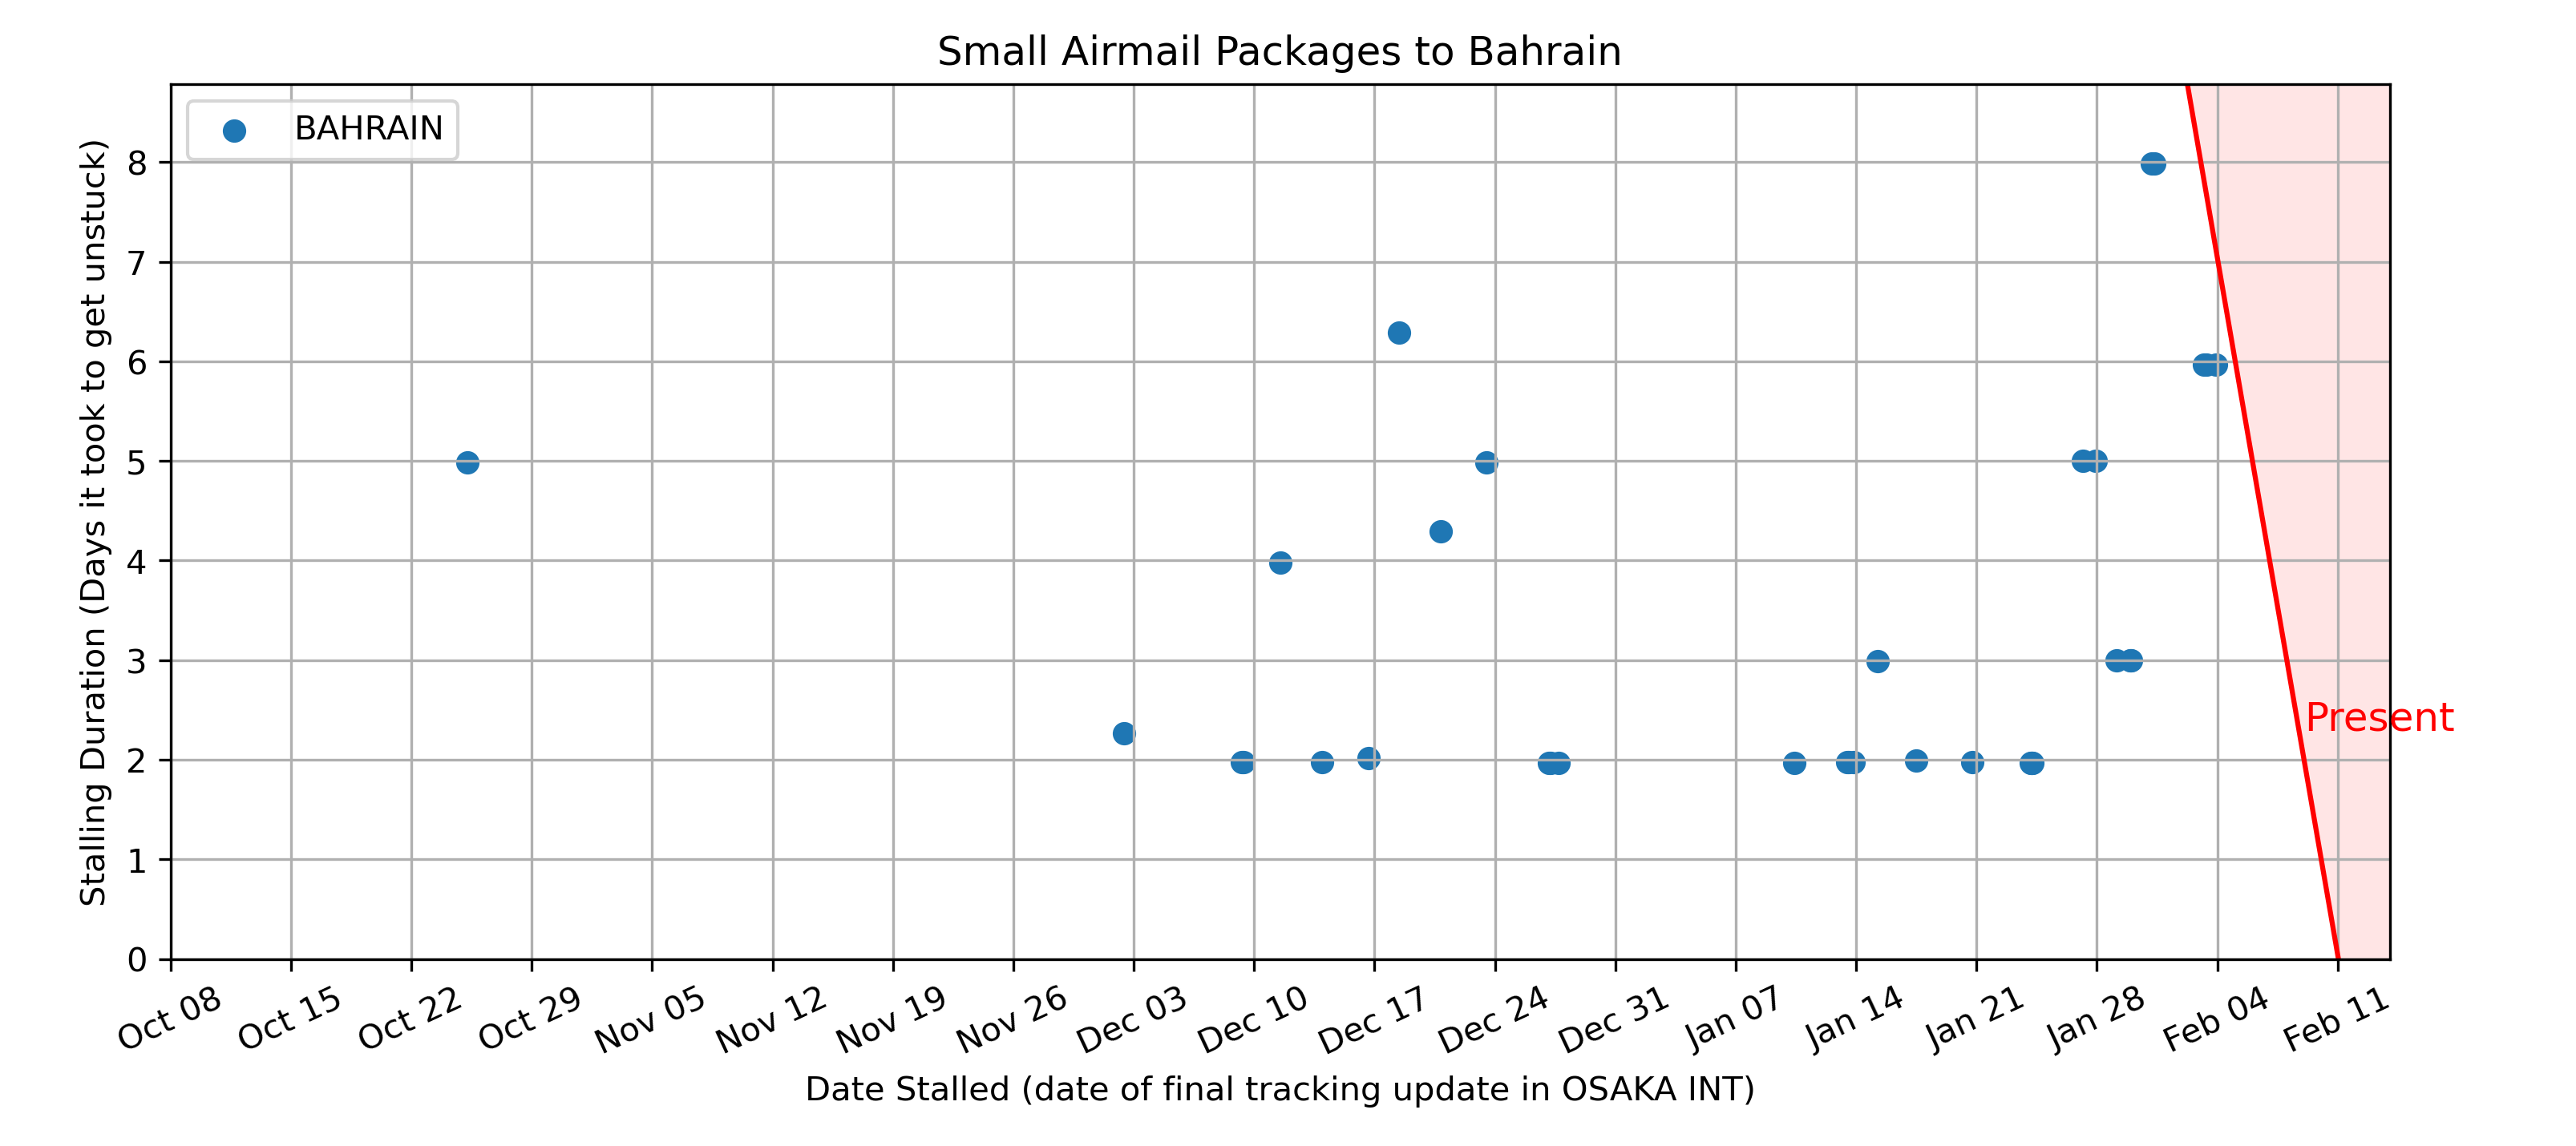 Small Airmail Packages to Bahrain
BAHRAIN
Stalling Duration (Days it took to get unstuck)
8
7
6
5
4
3
2
1
0
Present
Oct 08 Oct 15 Oct 22 Oct 29 Nov 05 Nov 12 Nov 19 Nov 26 Dec 03 Dec 10 Dec 17 Dec 24 Dec 31 Jan 07 Jan 14 Jan 21 Jan 28 Feb 04 Feb 11
Date Stalled (date of final tracking update in OSAKA INT)